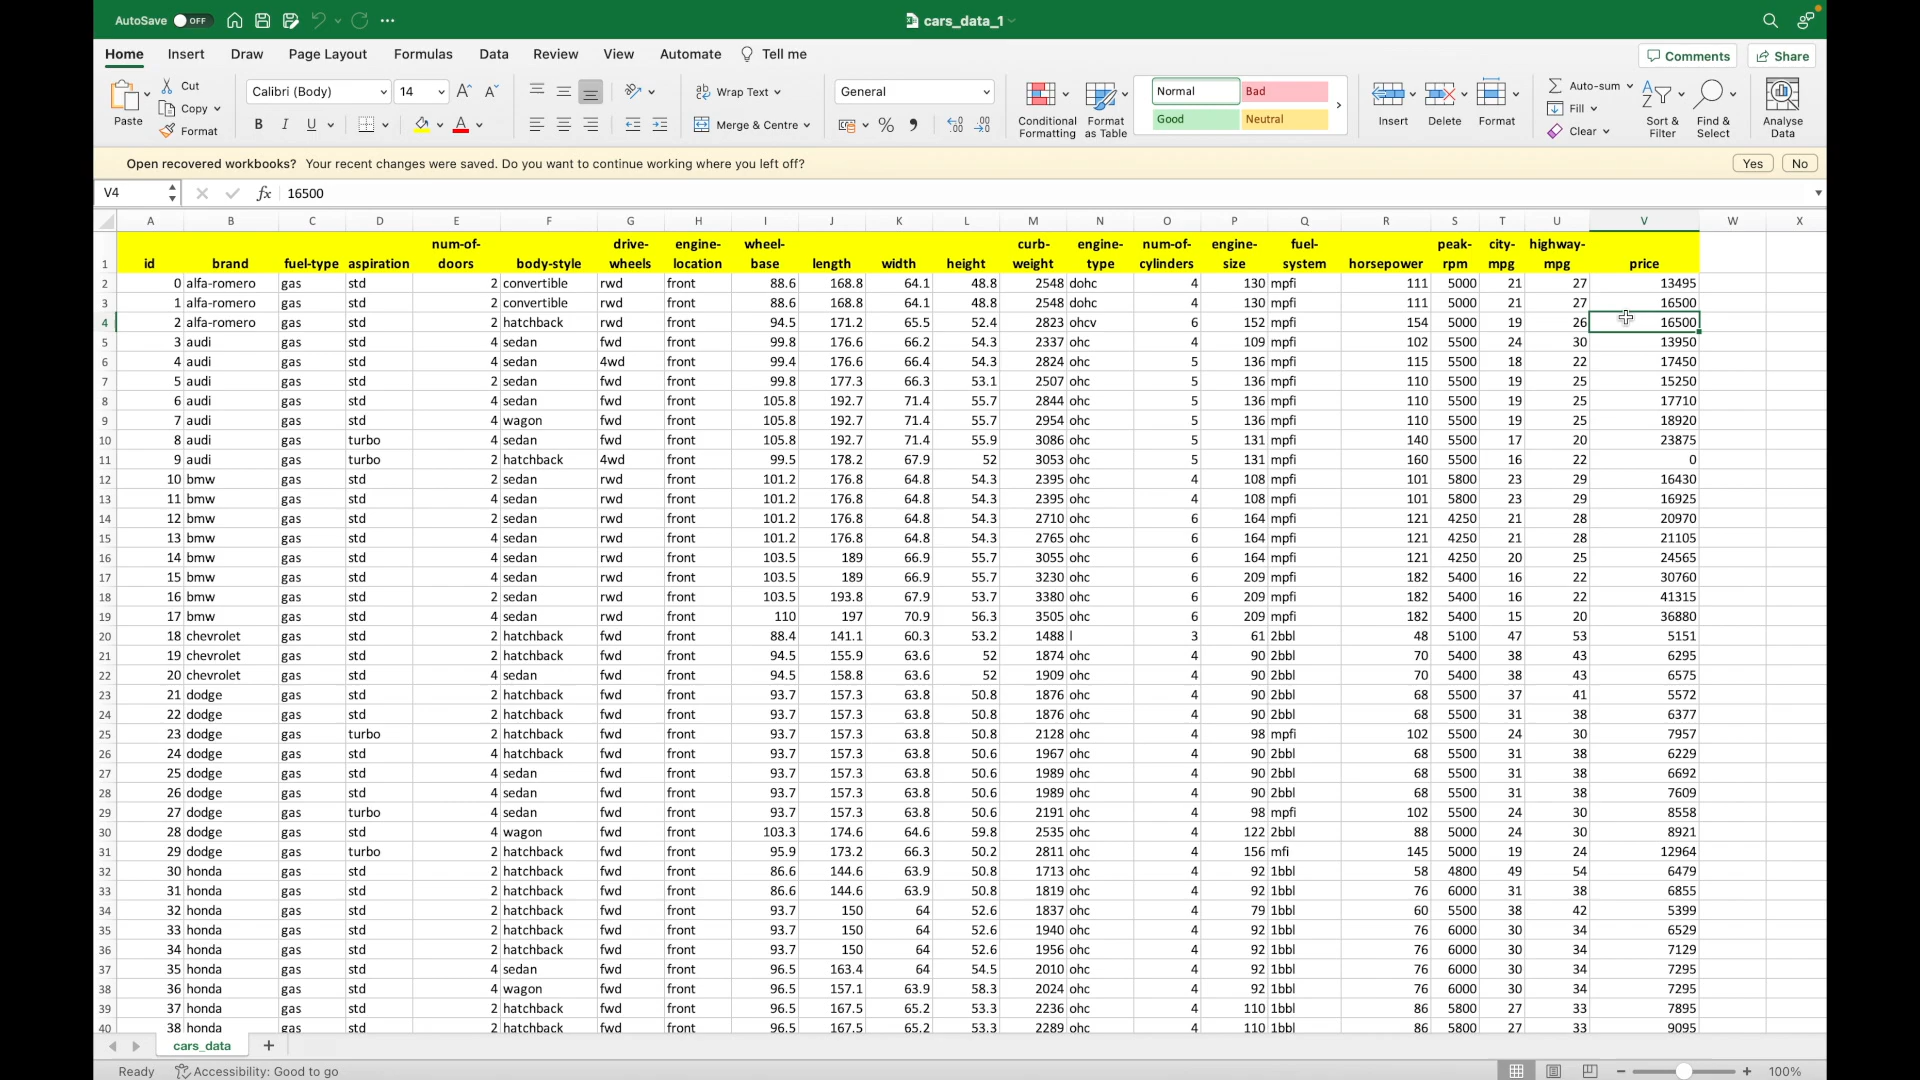 AutoSave OFF cars_data_1
Home Insert Draw Page Layout Formulas Data Review View Automate Tell me Comments Share
Paste Cut Copy Format
Calibri (Body) 14 B I U A
Wrap Text
Merge & Centre
General
Conditional Formatting Format as Table
Normal Bad
Good Neutral
Insert Delete Format
Auto-sum Fill Clear
Sort & Filter Find & Select Analyse Data
Open recovered workbooks? Your recent changes were saved. Do you want to continue working where you left off? Yes No
V4 fx 16500
A B C D E F G H I J K L M N O P Q R S T U V W X
1 id brand fuel-type aspiration num-of-doors body-style drive-wheels engine-location wheel-base length width height curb-weight engine-type num-of-cylinders engine-size fuel-system horsepower peak-rpm city-mpg highway-mpg price
2 0 alfa-romero gas std 2 convertible rwd front 88.6 168.8 64.1 48.8 2548 dohc 4 130 mpfi 111 5000 21 27 13495
3 1 alfa-romero gas std 2 convertible rwd front 88.6 168.8 64.1 48.8 2548 dohc 4 130 mpfi 111 5000 21 27 16500
4 2 alfa-romero gas std 2 hatchback rwd front 94.5 171.2 65.5 52.4 2823 ohcv 6 152 mpfi 154 5000 19 26 16500
5 3 audi gas std 4 sedan fwd front 99.8 176.6 66.2 54.3 2337 ohc 4 109 mpfi 102 5500 24 30 13950
6 4 audi gas std 4 sedan 4wd front 99.4 176.6 66.4 54.3 2824 ohc 5 136 mpfi 115 5500 18 22 17450
7 5 audi gas std 2 sedan fwd front 99.8 177.3 66.3 53.1 2507 ohc 5 136 mpfi 110 5500 19 25 15250
8 6 audi gas std 4 sedan fwd front 105.8 192.7 71.4 55.7 2844 ohc 5 136 mpfi 110 5500 19 25 17710
9 7 audi gas std 4 wagon fwd front 105.8 192.7 71.4 55.7 2954 ohc 5 136 mpfi 110 5500 19 25 18920
10 8 audi gas turbo 4 sedan fwd front 105.8 192.7 71.4 55.9 3086 ohc 5 131 mpfi 140 5500 17 20 23875
11 9 audi gas turbo 2 hatchback 4wd front 99.5 178.2 67.9 52 3053 ohc 5 131 mpfi 160 5500 16 22 0
12 10 bmw gas std 2 sedan rwd front 101.2 176.8 64.8 54.3 2395 ohc 4 108 mpfi 101 5800 23 29 16430
13 11 bmw gas std 4 sedan rwd front 101.2 176.8 64.8 54.3 2395 ohc 4 108 mpfi 101 5800 23 29 16925
14 12 bmw gas std 2 sedan rwd front 101.2 176.8 64.8 54.3 2710 ohc 6 164 mpfi 121 4250 21 28 20970
15 13 bmw gas std 4 sedan rwd front 101.2 176.8 64.8 54.3 2765 ohc 6 164 mpfi 121 4250 21 28 21105
16 14 bmw gas std 4 sedan rwd front 103.5 189 66.9 55.7 3055 ohc 6 164 mpfi 121 4250 20 25 24565
17 15 bmw gas std 4 sedan rwd front 103.5 189 66.9 55.7 3230 ohc 6 209 mpfi 182 5400 16 22 30760
18 16 bmw gas std 2 sedan rwd front 103.5 193.8 67.9 53.7 3380 ohc 6 209 mpfi 182 5400 16 22 41315
19 17 bmw gas std 4 sedan rwd front 110 197 70.9 56.3 3505 ohc 6 209 mpfi 182 5400 15 20 36880
20 18 chevrolet gas std 2 hatchback fwd front 88.4 141.1 60.3 53.2 1488 l 3 61 2bbl 48 5100 47 53 5151
21 19 chevrolet gas std 2 hatchback fwd front 94.5 155.9 63.6 52 1874 ohc 4 90 2bbl 70 5400 38 43 6295
22 20 chevrolet gas std 4 sedan fwd front 94.5 158.8 63.6 52 1909 ohc 4 90 2bbl 70 5400 38 43 6575
23 21 dodge gas std 2 hatchback fwd front 93.7 157.3 63.8 50.8 1876 ohc 4 90 2bbl 68 5500 37 41 5572
24 22 dodge gas std 2 hatchback fwd front 93.7 157.3 63.8 50.8 1876 ohc 4 90 2bbl 68 5500 31 38 6377
25 23 dodge gas turbo 2 hatchback fwd front 93.7 157.3 63.8 50.8 2128 ohc 4 98 mpfi 102 5500 24 30 7957
26 24 dodge gas std 4 hatchback fwd front 93.7 157.3 63.8 50.6 1967 ohc 4 90 2bbl 68 5500 31 38 6229
27 25 dodge gas std 4 sedan fwd front 93.7 157.3 63.8 50.6 1989 ohc 4 90 2bbl 68 5500 31 38 6692
28 26 dodge gas std 4 sedan fwd front 93.7 157.3 63.8 50.6 1989 ohc 4 90 2bbl 68 5500 31 38 7609
29 27 dodge gas turbo 4 sedan fwd front 93.7 157.3 63.8 50.6 2191 ohc 4 98 mpfi 102 5500 24 30 8558
30 28 dodge gas std 4 wagon fwd front 103.3 174.6 64.6 59.8 2535 ohc 4 122 2bbl 88 5000 24 30 8921
31 29 dodge gas turbo 2 hatchback fwd front 95.9 173.2 66.3 50.2 2811 ohc 4 156 mfi 145 5000 19 24 12964
32 30 honda gas std 2 hatchback fwd front 86.6 144.6 63.9 50.8 1713 ohc 4 92 1bbl 58 4800 49 54 6479
33 31 honda gas std 2 hatchback fwd front 86.6 144.6 63.9 50.8 1819 ohc 4 92 1bbl 76 6000 31 38 6855
34 32 honda gas std 2 hatchback fwd front 93.7 150 64 52.6 1837 ohc 4 79 1bbl 60 5500 38 42 5399
35 33 honda gas std 2 hatchback fwd front 93.7 150 64 52.6 1940 ohc 4 92 1bbl 76 6000 30 34 6529
36 34 honda gas std 2 hatchback fwd front 93.7 150 64 52.6 1956 ohc 4 92 1bbl 76 6000 30 34 7129
37 35 honda gas std 4 sedan fwd front 96.5 163.4 64 54.5 2010 ohc 4 92 1bbl 76 6000 30 34 7295
38 36 honda gas std 4 wagon fwd front 96.5 157.1 63.9 58.3 2024 ohc 4 92 1bbl 76 6000 30 34 7295
39 37 honda gas std 2 hatchback fwd front 96.5 167.5 65.2 53.3 2236 ohc 4 110 1bbl 86 5800 27 33 7895
40 38 honda gas std 2 hatchback fwd front 96.5 167.5 65.2 53.3 2289 ohc 4 110 1bbl 86 5800 27 33 9095
cars_data
Ready Accessibility: Good to go 100%